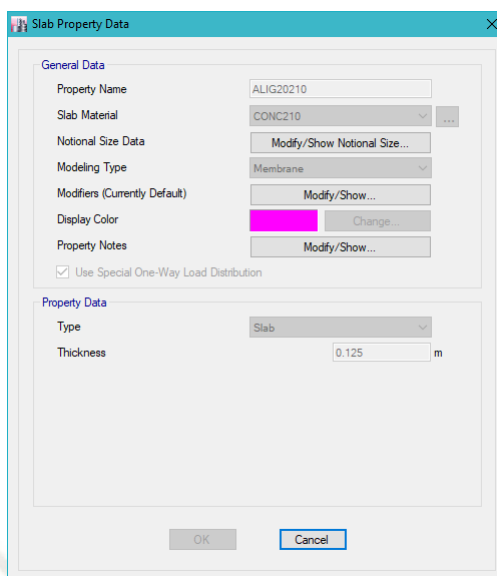 Slab Property Data
General Data
Property Name ALIG20210
Slab Material CONC210 ...
Notional Size Data Modify/Show Notional Size...
Modeling Type Membrane
Modifiers (Currently Default) Modify/Show...
Display Color Change...
Property Notes Modify/Show...
Use Special One-Way Load Distribution
Property Data
Type Slab
Thickness 0.125 m
OK Cancel